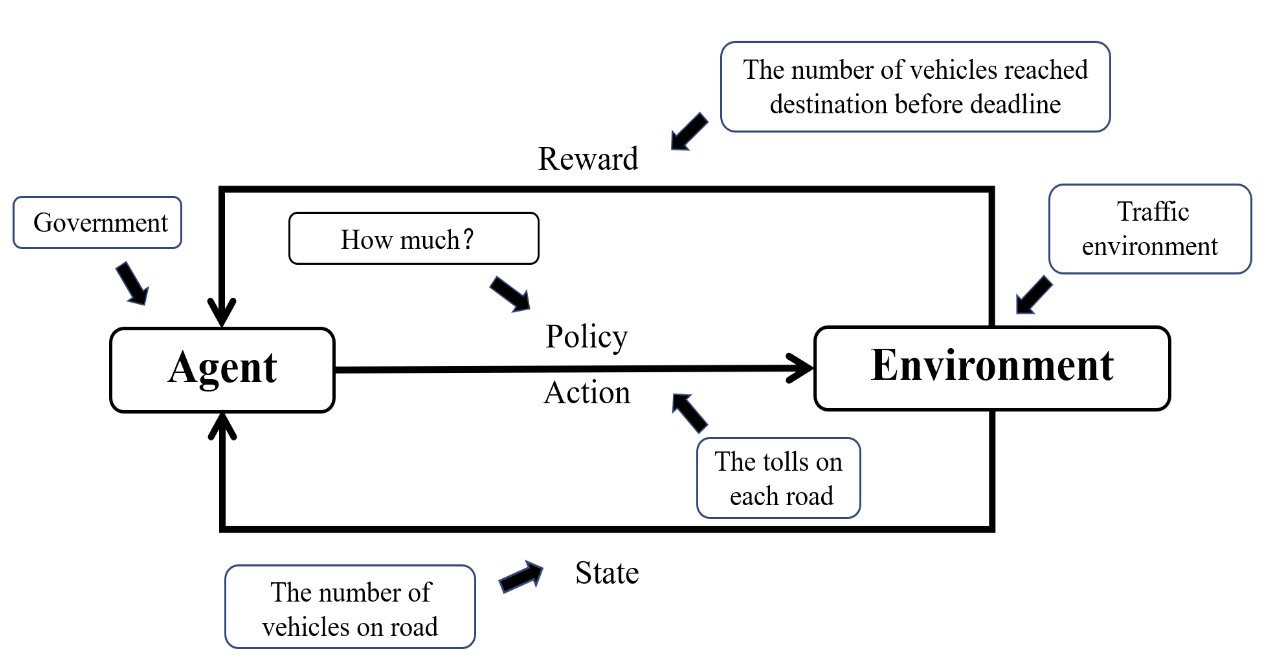 The number of vehicles reached
destination before deadline
Reward
Government
How much?
Traffic
environment
Policy
Agent
Environment
Action
The tolls on
each road
State
The number of
vehicles on road